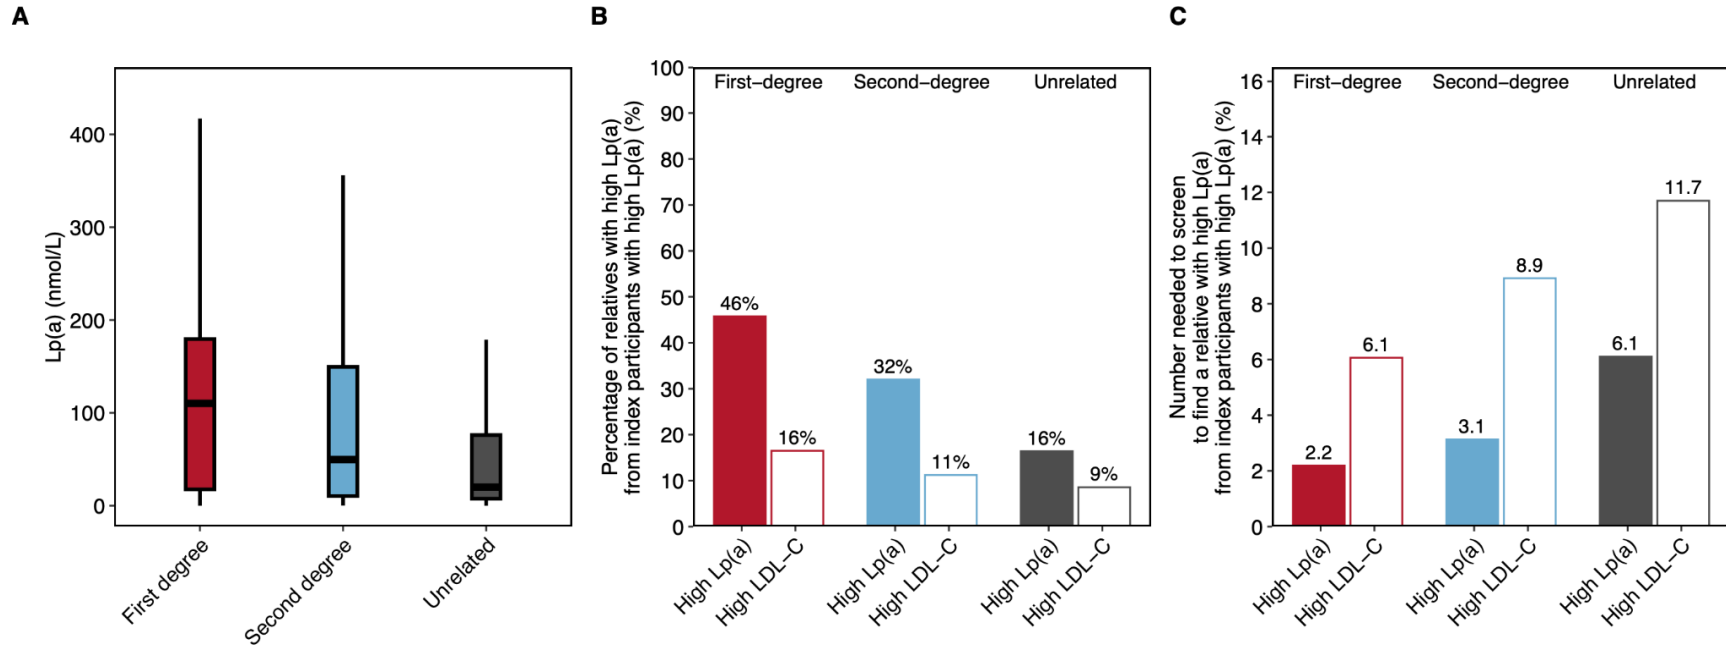 A
Lp(a) (nmol/L)
400
300
200
100
0
First degree
Second degree
Unrelated
B
Percentage of relatives with high Lp(a)
from index participants with high Lp(a) (%)
100
90
80
70
60
50
40
30
20
10
0
First–degree
Second–degree
Unrelated
46%
16%
32%
11%
16%
9%
High Lp(a)
High LDL–C
High Lp(a)
High LDL–C
High Lp(a)
High LDL–C
C
Number needed to screen
to find a relative with high Lp(a)
from index participants with high Lp(a) (%)
16
14
12
10
8
6
4
2
0
First–degree
Second–degree
Unrelated
2.2
6.1
3.1
8.9
6.1
11.7
High Lp(a)
High LDL–C
High Lp(a)
High LDL–C
High Lp(a)
High LDL–C